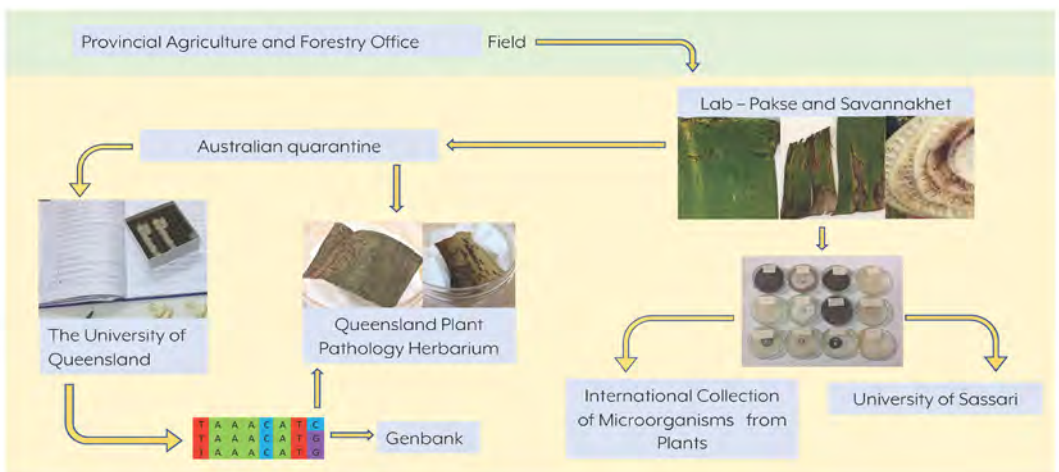 Provincial Agriculture and Forestry Office
Field
Lab – Pakse and Savannakhet
Australian quarantine
The University of
Queensland
Queensland Plant
Pathology Herbarium
International Collection
of Microorganisms from
Plants
University of Sassari
T A A A C A T C
T A A A C A T G
A A A C A T G
Genbank